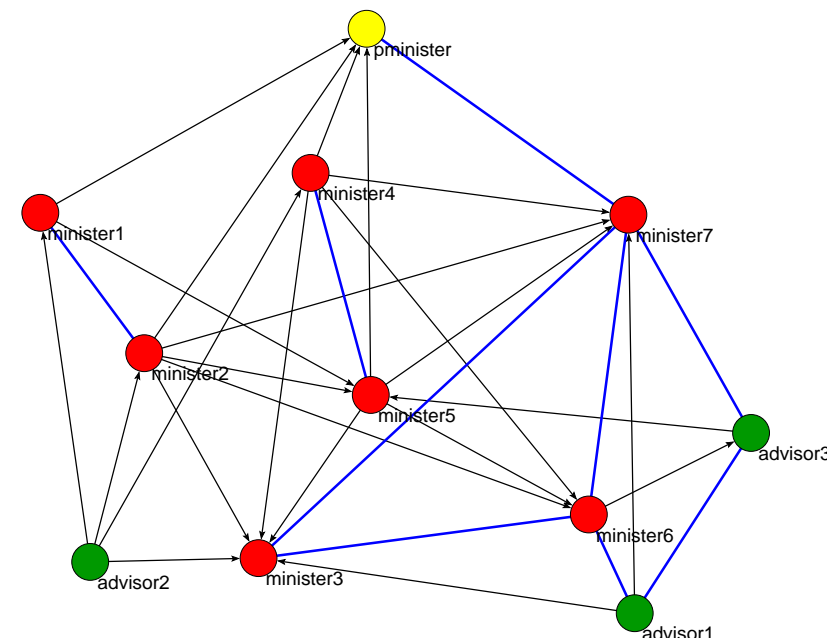 pminister
minister4
minister1
minister7
minister2
minister5
advisor3
minister6
minister3
advisor2
advisor1